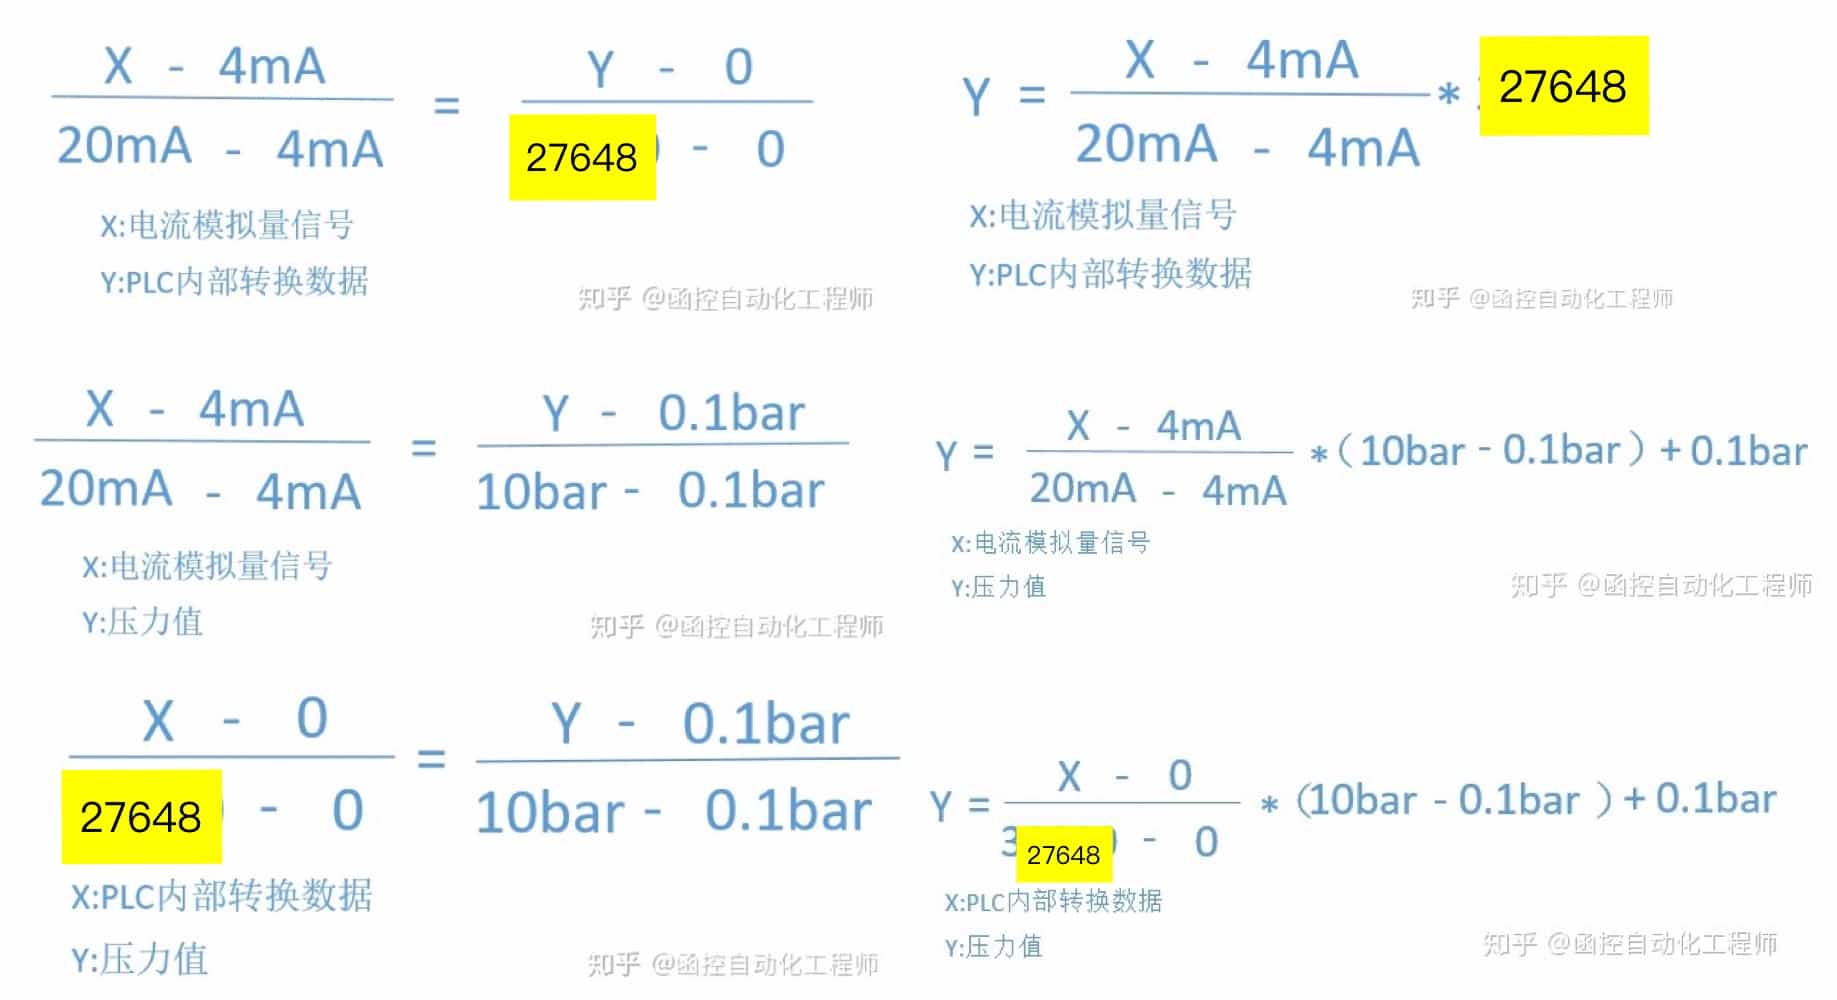 X - 4mA
20mA - 4mA
=
Y - 0
27648 - 0
X:电流模拟量信号
Y:PLC内部转换数据
知乎 @函控自动化工程师
Y = X - 4mA
20mA - 4mA
* 27648
X:电流模拟量信号
Y:PLC内部转换数据
知乎 @函控自动化工程师
X - 4mA
20mA - 4mA
=
Y - 0.1bar
10bar - 0.1bar
X:电流模拟量信号
Y:压力值
知乎 @函控自动化工程师
Y = X - 4mA
20mA - 4mA
*(10bar - 0.1bar)+ 0.1bar
X:电流模拟量信号
Y:压力值
知乎 @函控自动化工程师
X - 0
27648 - 0
=
Y - 0.1bar
10bar - 0.1bar
X:PLC内部转换数据
Y:压力值
知乎 @函控自动化工程师
Y = X - 0
27648 - 0
*(10bar - 0.1bar)+ 0.1bar
X:PLC内部转换数据
Y:压力值
知乎 @函控自动化工程师